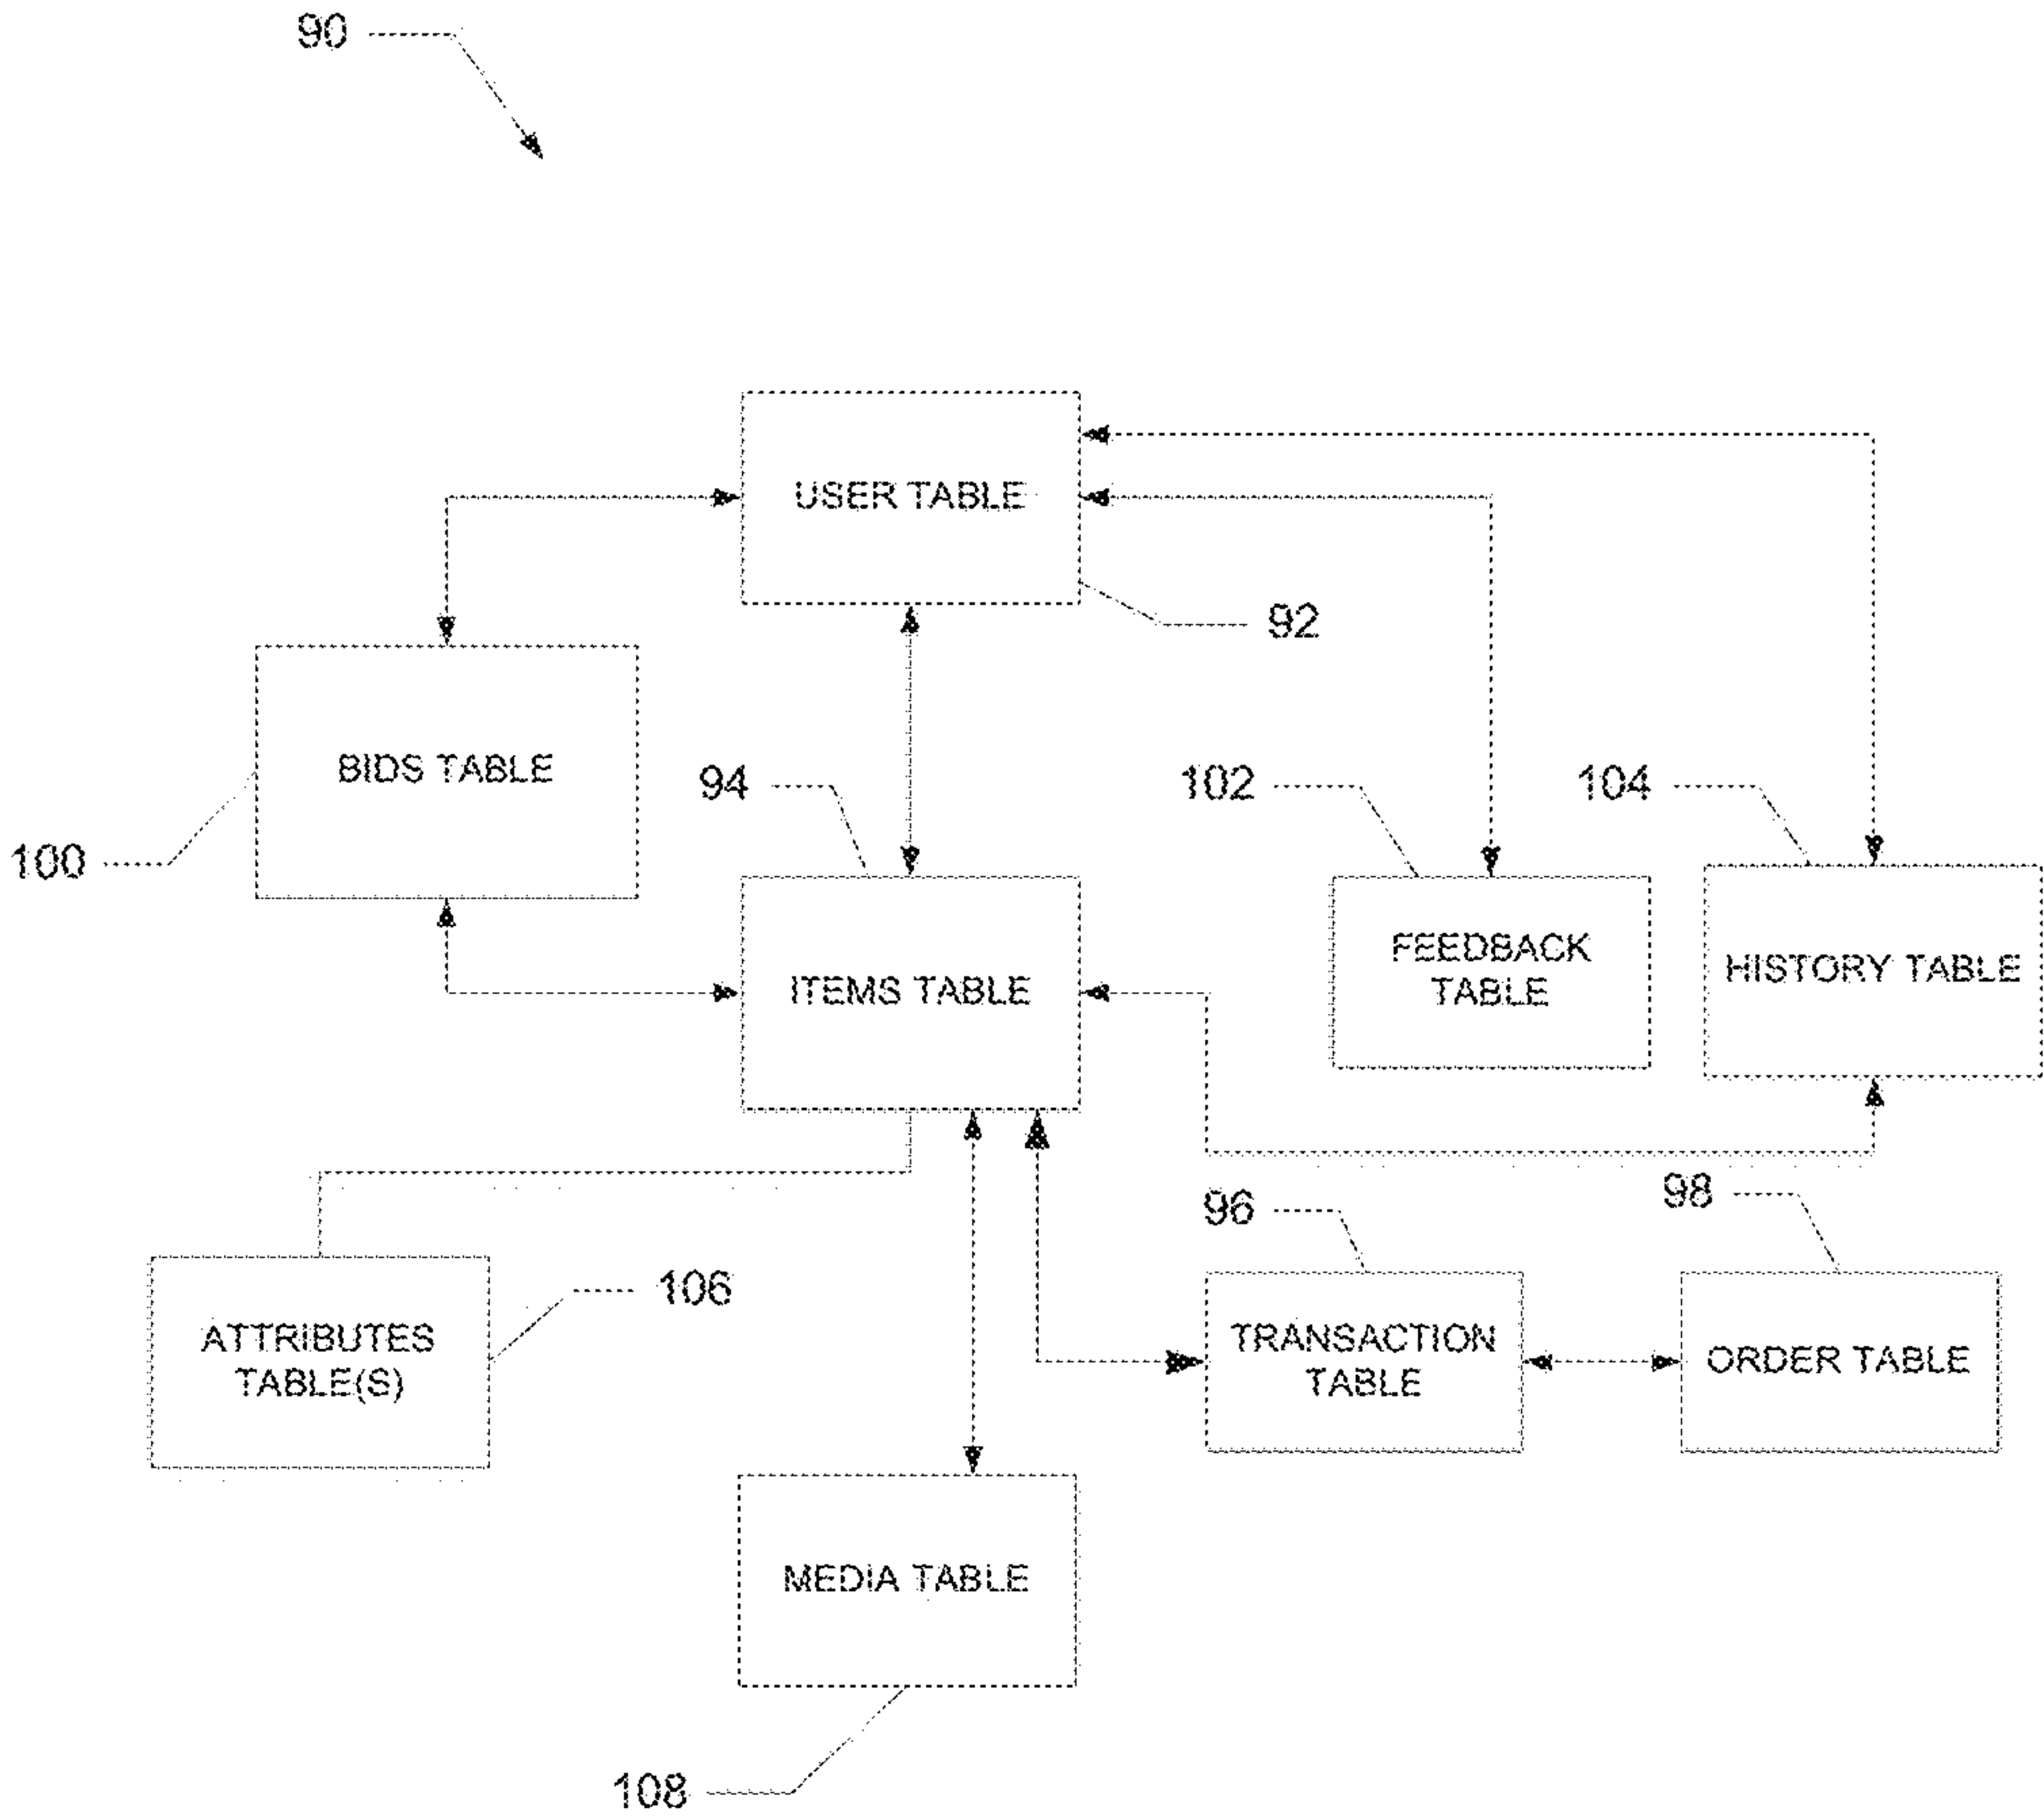 90
USER TABLE
92
BIDS TABLE
94
102
104
100
FEEDBACK
TABLE
HISTORY TABLE
ITEMS TABLE
96
98
106
ATTRIBUTES
TABLE(S)
TRANSACTION
TABLE
ORDER TABLE
MEDIA TABLE
108